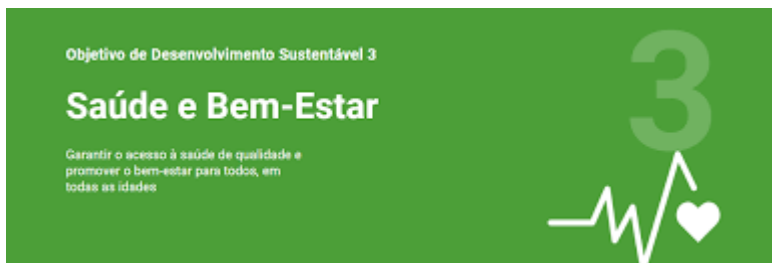 Objetivo de Desenvolvimento Sustentável 3
3
Saúde e Bem-Estar
Garantir o acesso à saúde de qualidade e
promover o bem-estar para todos, em
todas as idades